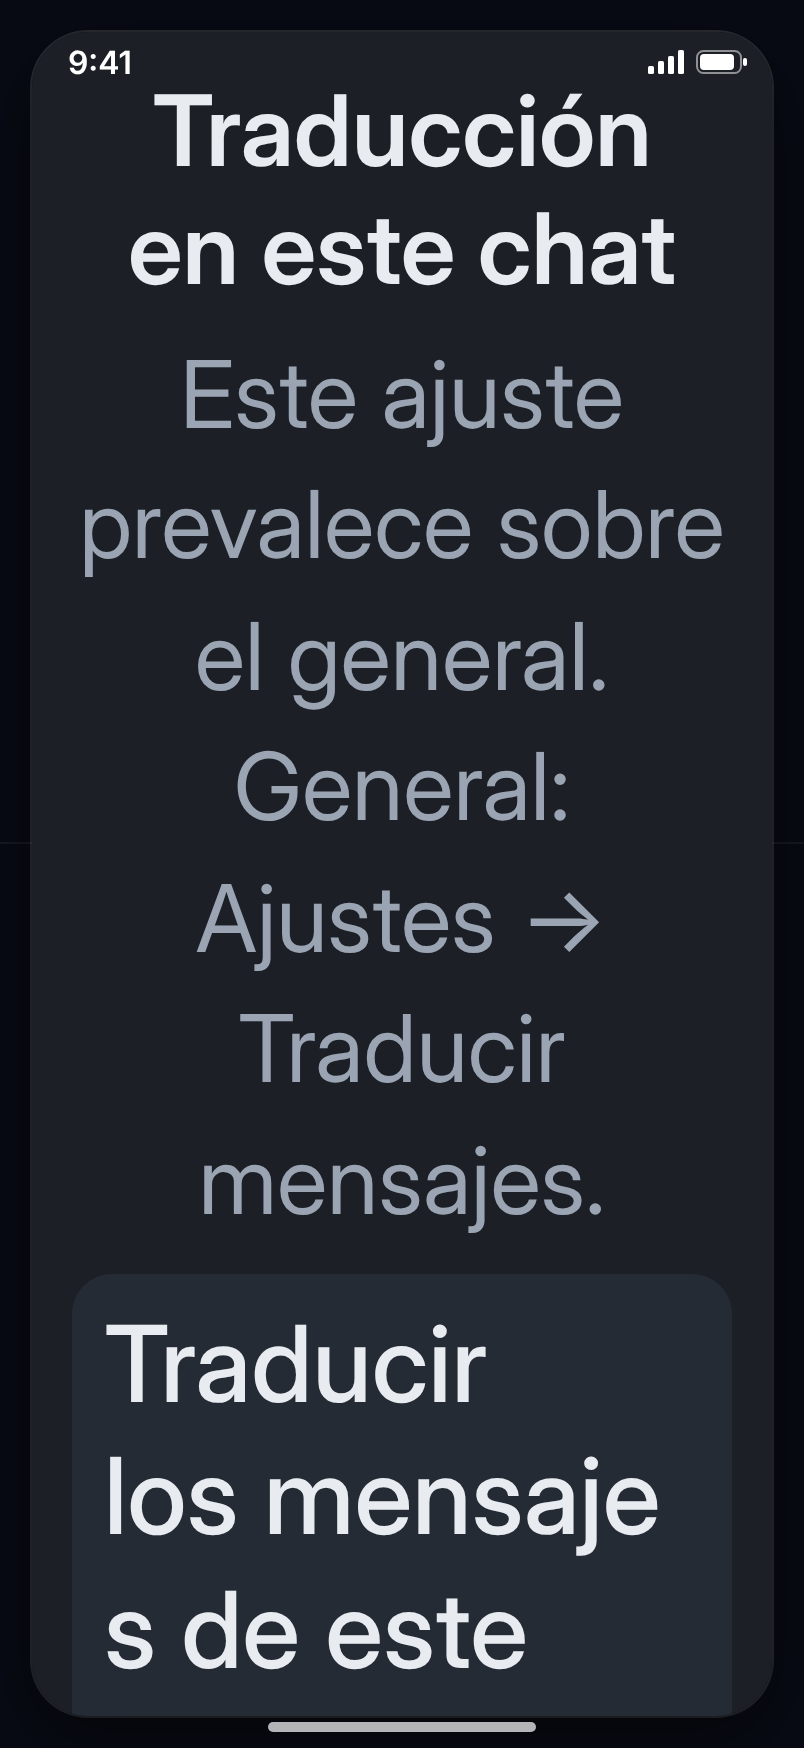 9:41
Traducción
en este chat
Este ajuste
prevalece sobre
el general.
General:
Ajustes →
Traducir
mensajes.
Traducir
los mensaje
s de este